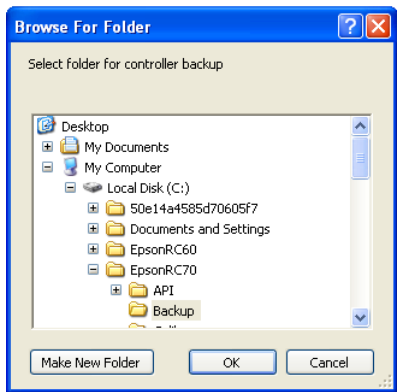 Browse For Folder
Select folder for controller backup
Desktop
My Documents
My Computer
Local Disk (C:)
50e14a4585d70605f7
Documents and Settings
EpsonRC60
EpsonRC70
API
Backup
Make New Folder
OK
Cancel